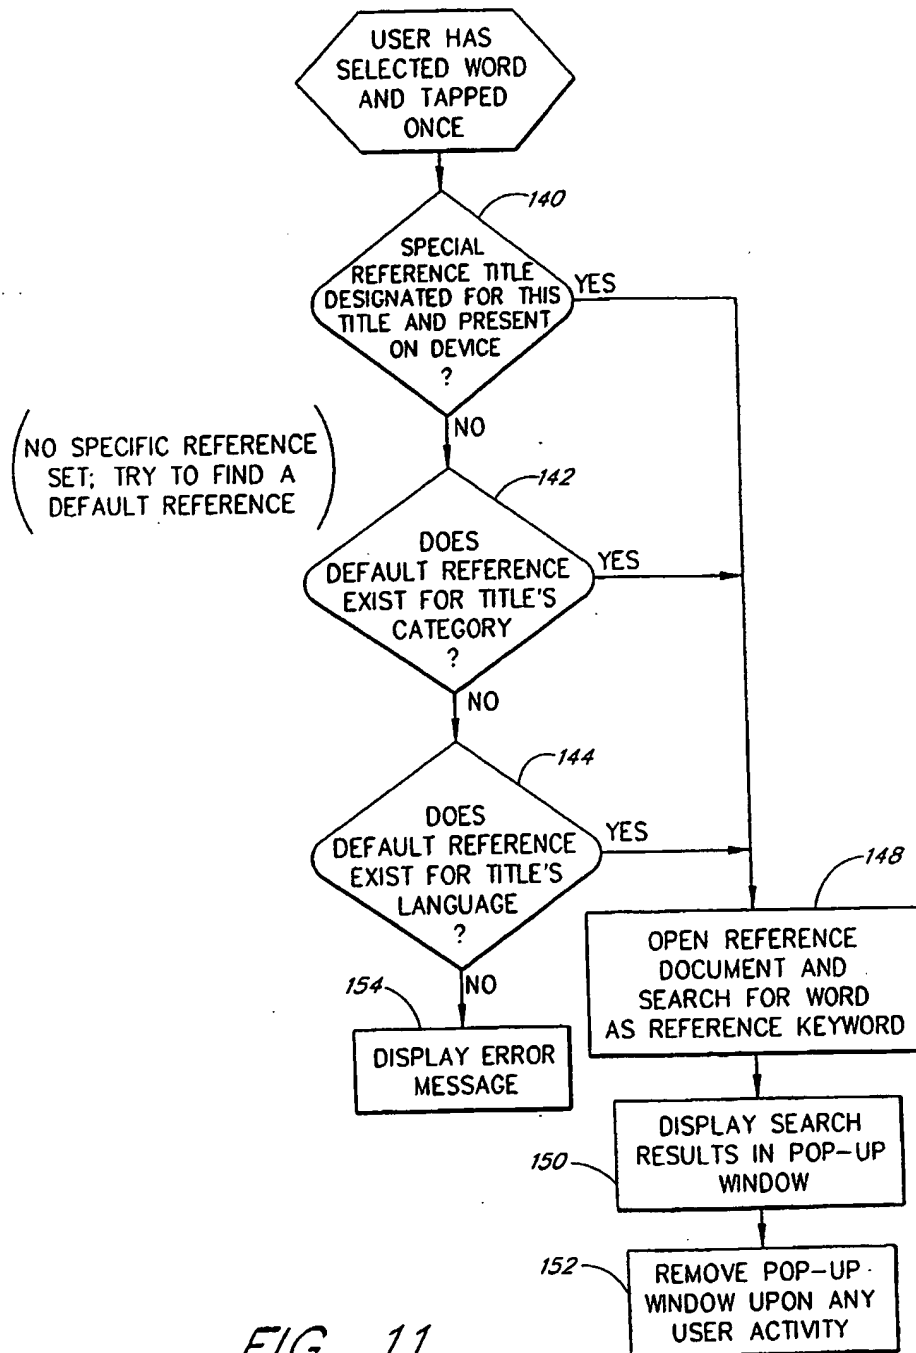 USER HAS
SELECTED WORD
AND TAPPED
ONCE
140
SPECIAL
REFERENCE TITLE
DESIGNATED FOR THIS
TITLE AND PRESENT
ON DEVICE
?
YES
NO
NO SPECIFIC REFERENCE
SET; TRY TO FIND A
DEFAULT REFERENCE
142
DOES
DEFAULT REFERENCE
EXIST FOR TITLE'S
CATEGORY
?
YES
NO
144
DOES
DEFAULT REFERENCE
EXIST FOR TITLE'S
LANGUAGE
?
YES
NO
154
DISPLAY ERROR
MESSAGE
148
OPEN REFERENCE
DOCUMENT AND
SEARCH FOR WORD
AS REFERENCE KEYWORD
150
DISPLAY SEARCH
RESULTS IN POP-UP
WINDOW
152
REMOVE POP-UP
WINDOW UPON ANY
USER ACTIVITY
FIG. 11